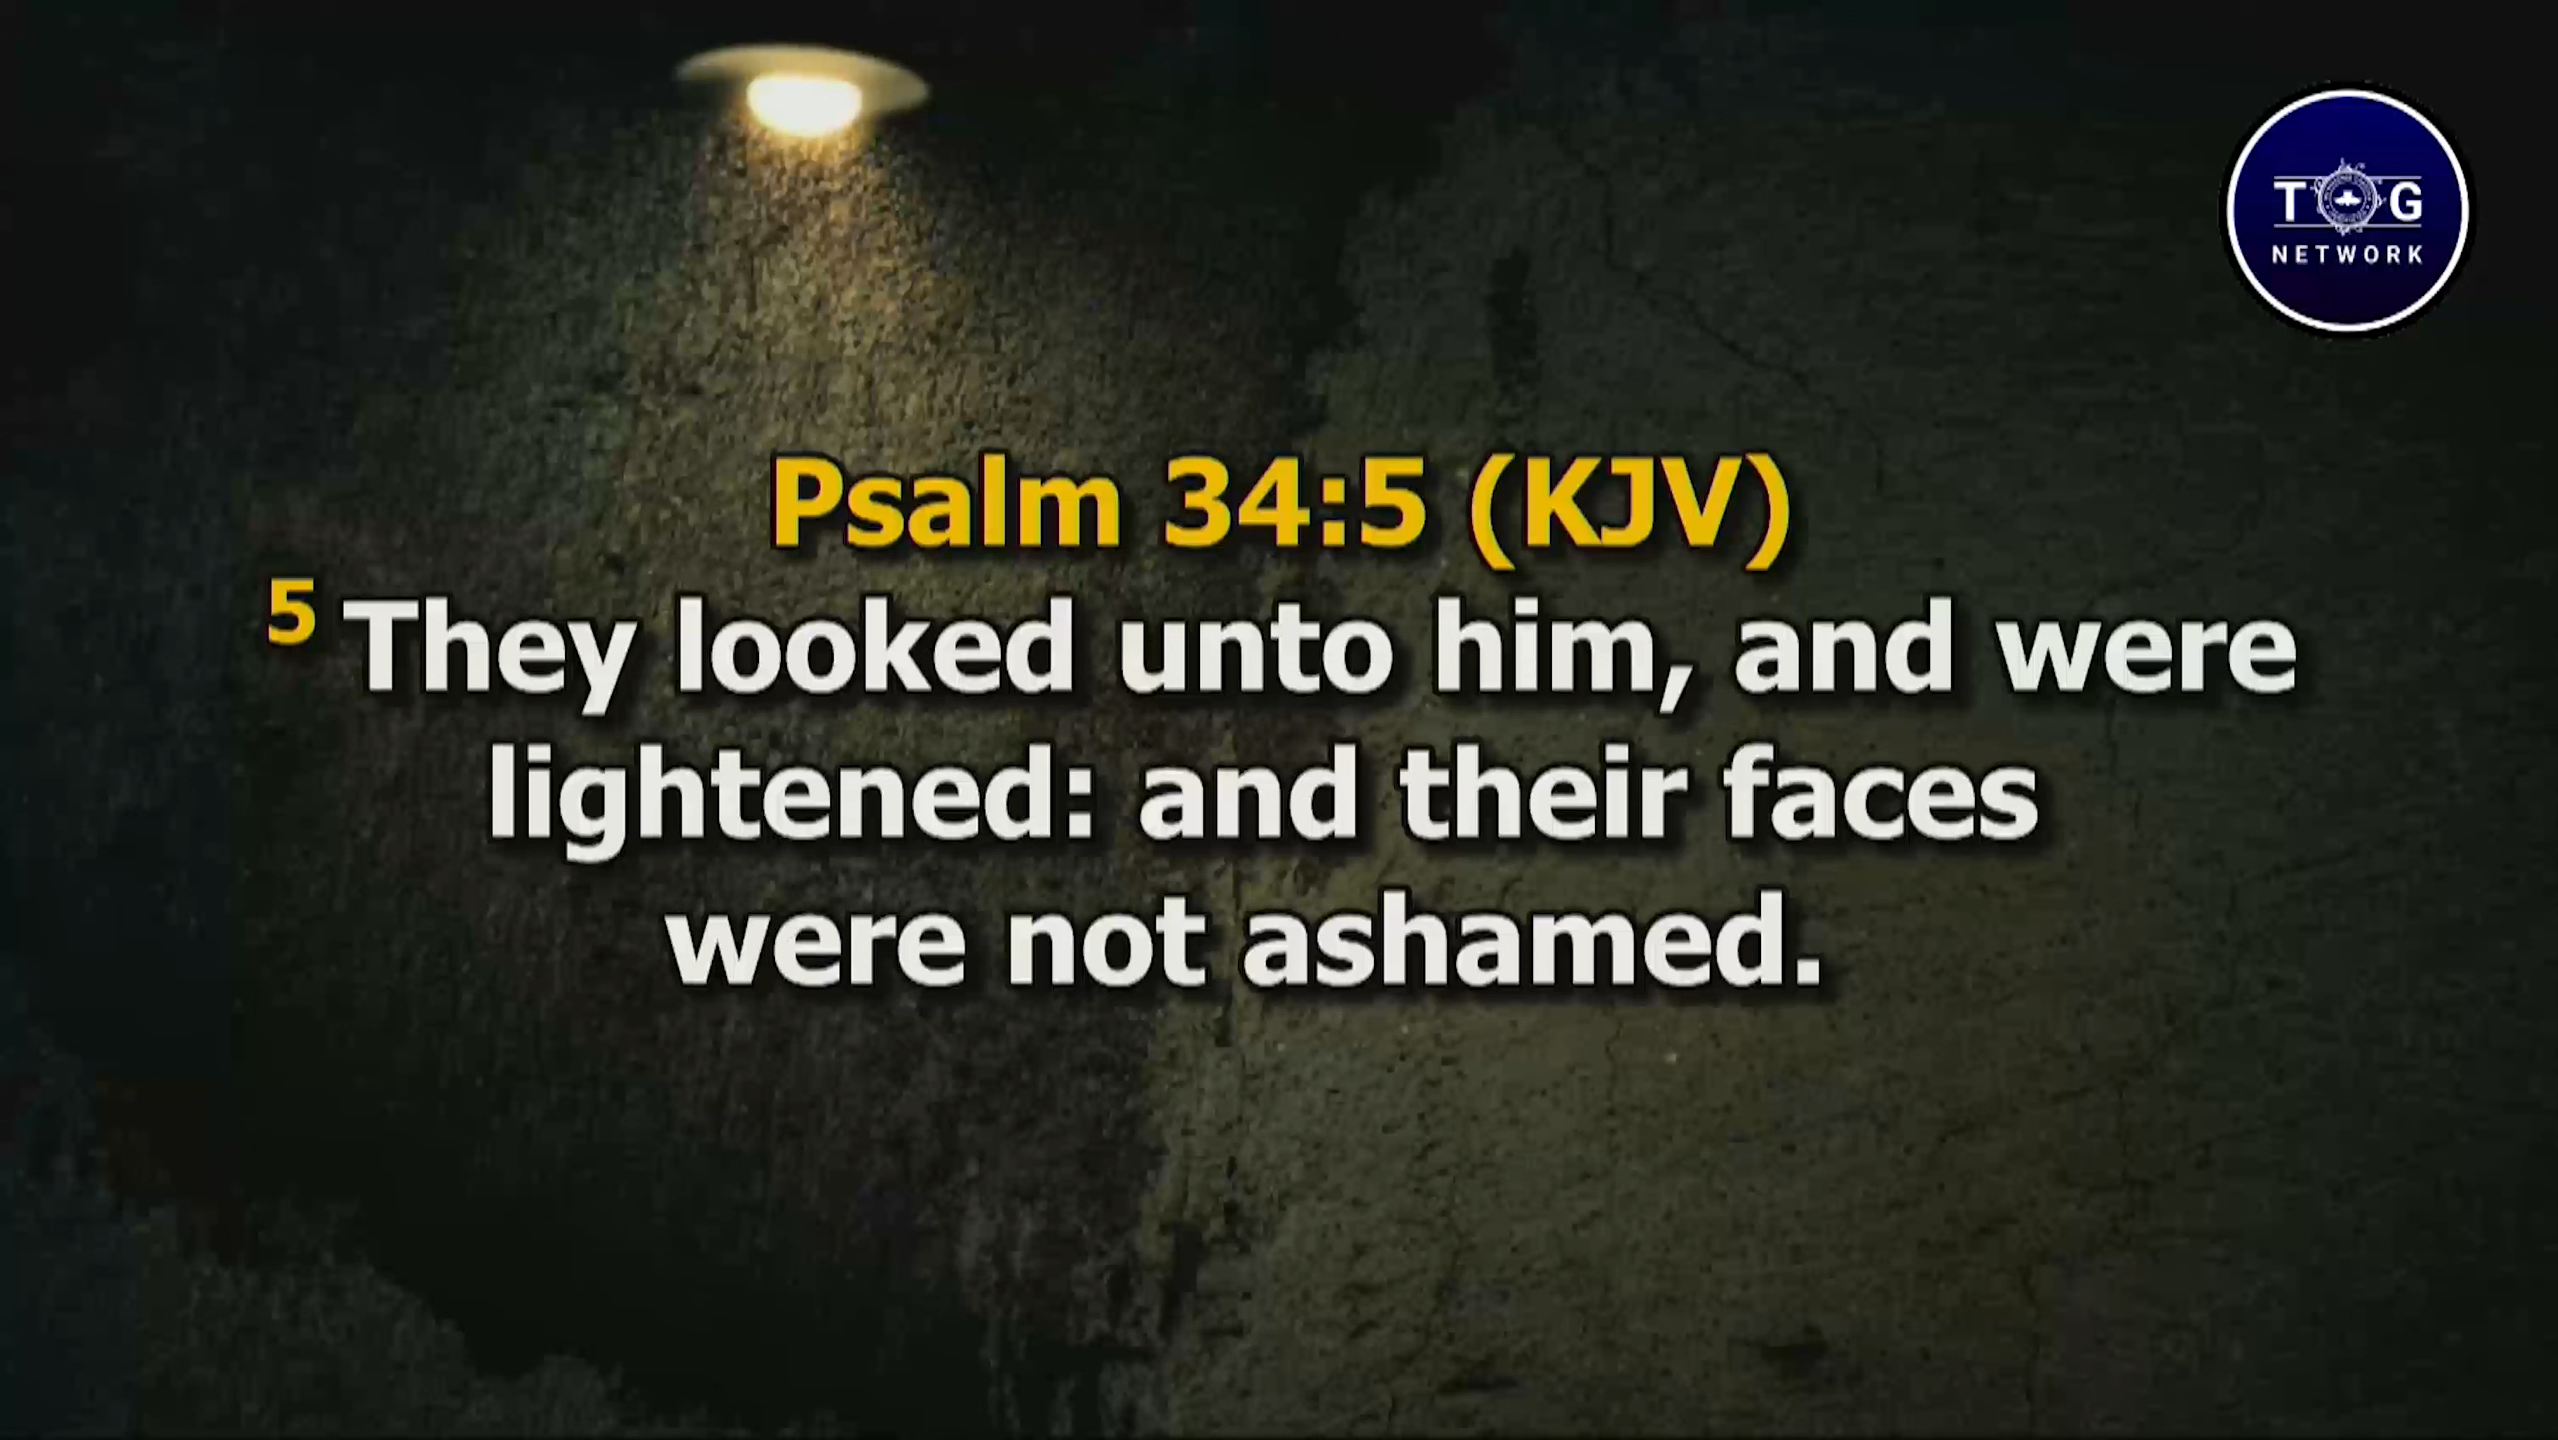 T G
NETWORK
Psalm 34:5 (KJV)
5 They looked unto him, and were
lightened: and their faces
were not ashamed.